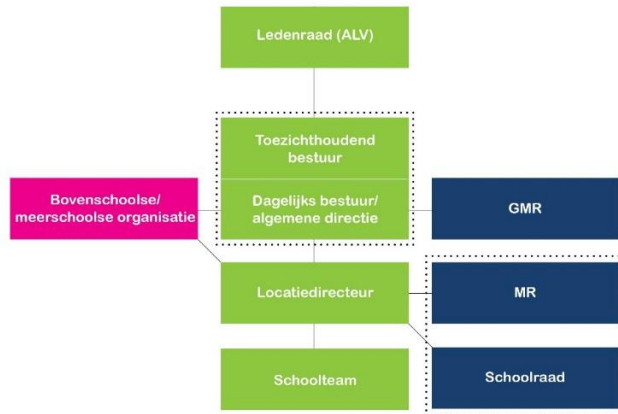 Ledenraad (ALV)
Toezichthoudend
bestuur
Bovenschoolse/
meerschoolse organisatie
Dagelijks bestuur/
algemene directie
GMR
Locatiedirecteur
MR
Schoolteam
Schoolraad